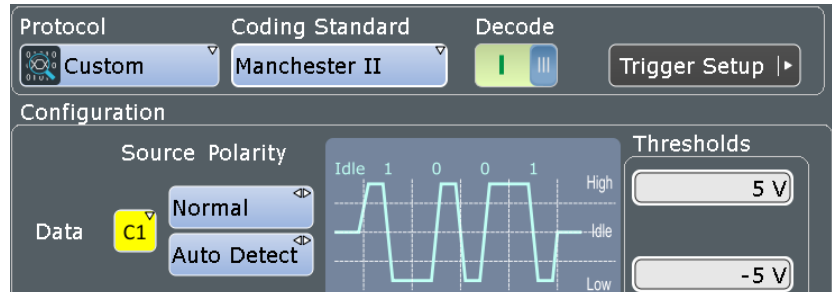 Protocol Coding Standard Decode
Custom Manchester II I III Trigger Setup
Configuration
Source Polarity Thresholds
Idle 1 0 0 1
High
Normal 5 V
Data C1 Idle
Auto Detect
Low -5 V